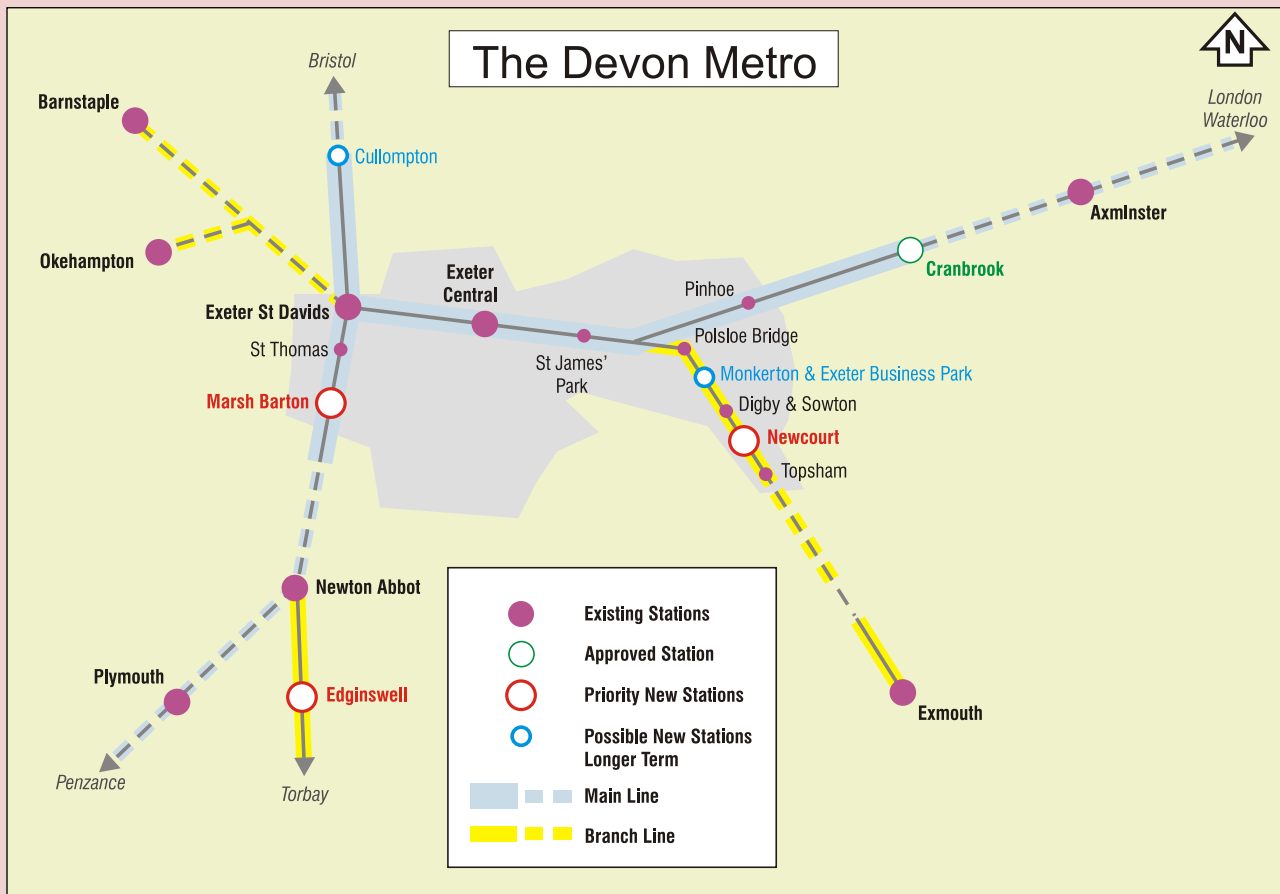 The Devon Metro
N
Bristol
London
Waterloo
Barnstaple
Cullompton
AxmInster
Okehampton
Cranbrook
Exeter
Central
Exeter St Davids
Pinhoe
St Thomas
Polsloe Bridge
St James’
Park
Monkerton & Exeter Business Park
Marsh Barton
Digby & Sowton
Newcourt
Topsham
Newton Abbot
Plymouth
Edginswell
Exmouth
Penzance
Torbay
Existing Stations
Approved Station
Priority New Stations
Possible New Stations
Longer Term
Main Line
Branch Line